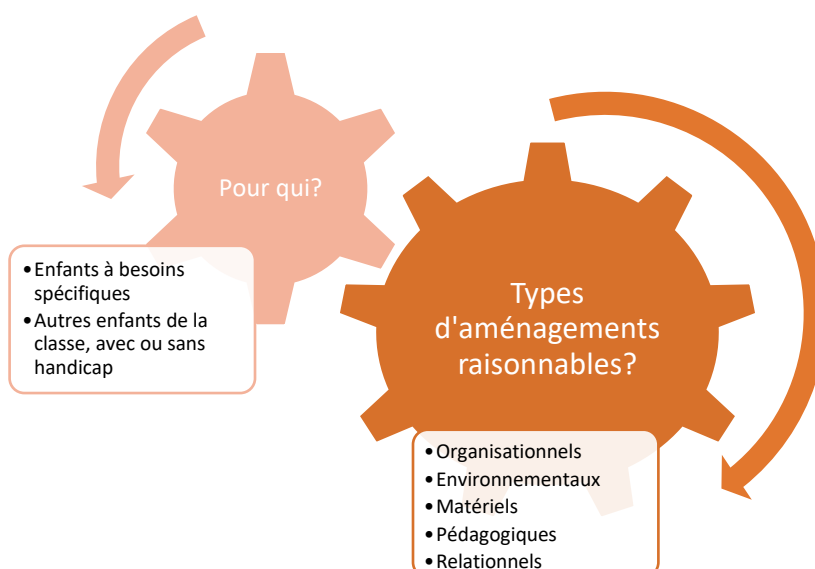 Pour qui?
• Enfants à besoins
spécifiques
• Autres enfants de la
classe, avec ou sans
handicap
Types
d'aménagements
raisonnables?
• Organisationnels
• Environnementaux
• Matériels
• Pédagogiques
• Relationnels